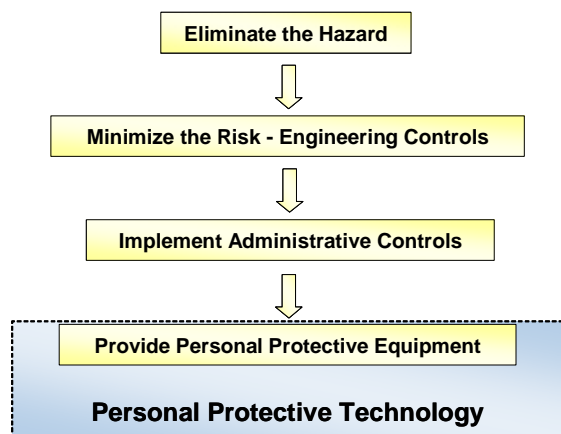 Eliminate the Hazard
Minimize the Risk - Engineering Controls
Implement Administrative Controls
Provide Personal Protective Equipment
Personal Protective Technology